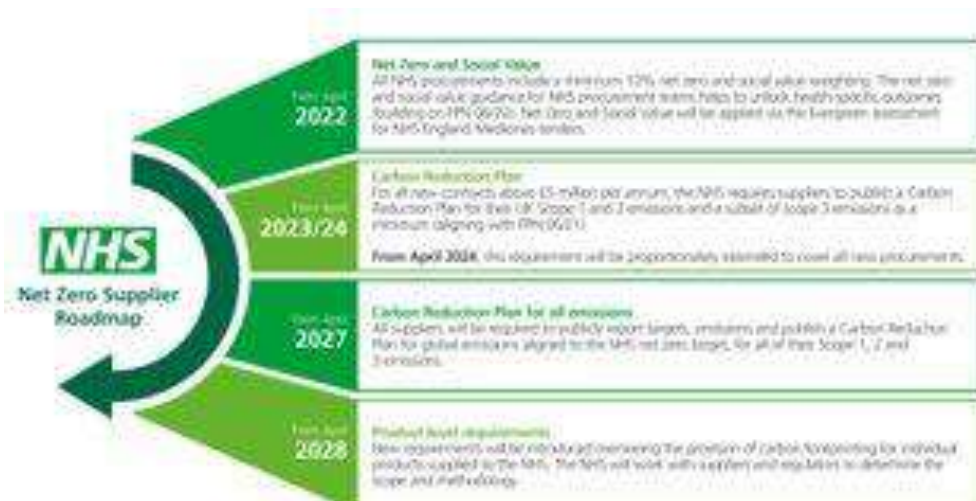 NHS
Net Zero Supplier
Roadmap
From April
2022
Net Zero and Social Value
All NHS procurements include a minimum 10% net zero and social value weighting. The net zero
and social value guidance for NHS procurement teams helps to unlock health-specific outcomes
(building on PPN 06/20). Net Zero and Social Value will be applied via the Evergreen assessment
for NHS England Medicines tenders.
From April
2023/24
Carbon Reduction Plan
For all new contracts above £5 million per annum, the NHS requires suppliers to publish a Carbon
Reduction Plan for their UK Scope 1 and 2 emissions and a subset of scope 3 emissions as a
minimum (aligning with PPN 06/21).
From April 2024, this requirement will be proportionately extended to cover all new procurements.
From April
2027
Carbon Reduction Plan for all emissions
All suppliers will be required to publicly report targets, emissions and publish a Carbon Reduction
Plan for global emissions aligned to the NHS net zero target, for all of their Scope 1, 2 and
3 emissions.
From April
2028
Product level requirements
New requirements will be introduced overseeing the provision of carbon footprinting for individual
products supplied to the NHS. The NHS will work with suppliers and regulators to determine the
scope and methodology.